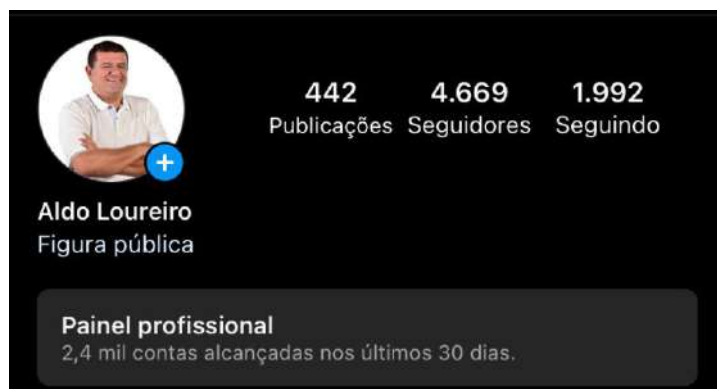 442 4.669 1.992
Publicações Seguidores Seguindo
Aldo Loureiro
Figura pública
Painel profissional
2,4 mil contas alcançadas nos últimos 30 dias.